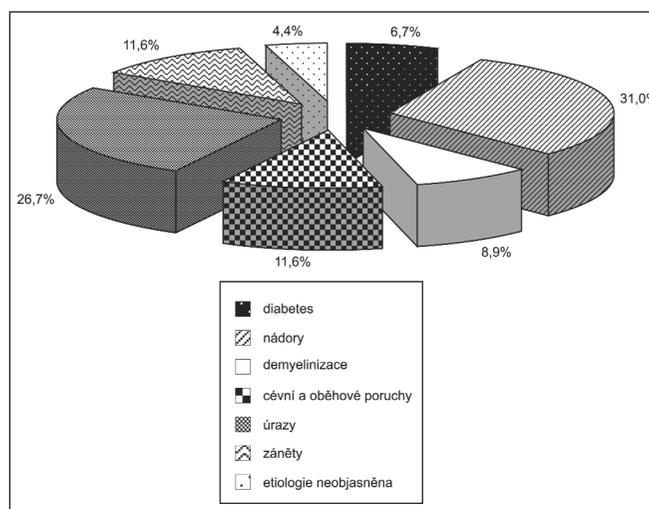 4,4%
6,7%
11,6%
31,0%
26,7%
11,6%
8,9%
diabetes
nádory
demyelinizace
cévní a oběhové poruchy
úrazy
záněty
etiologie neobjasněna